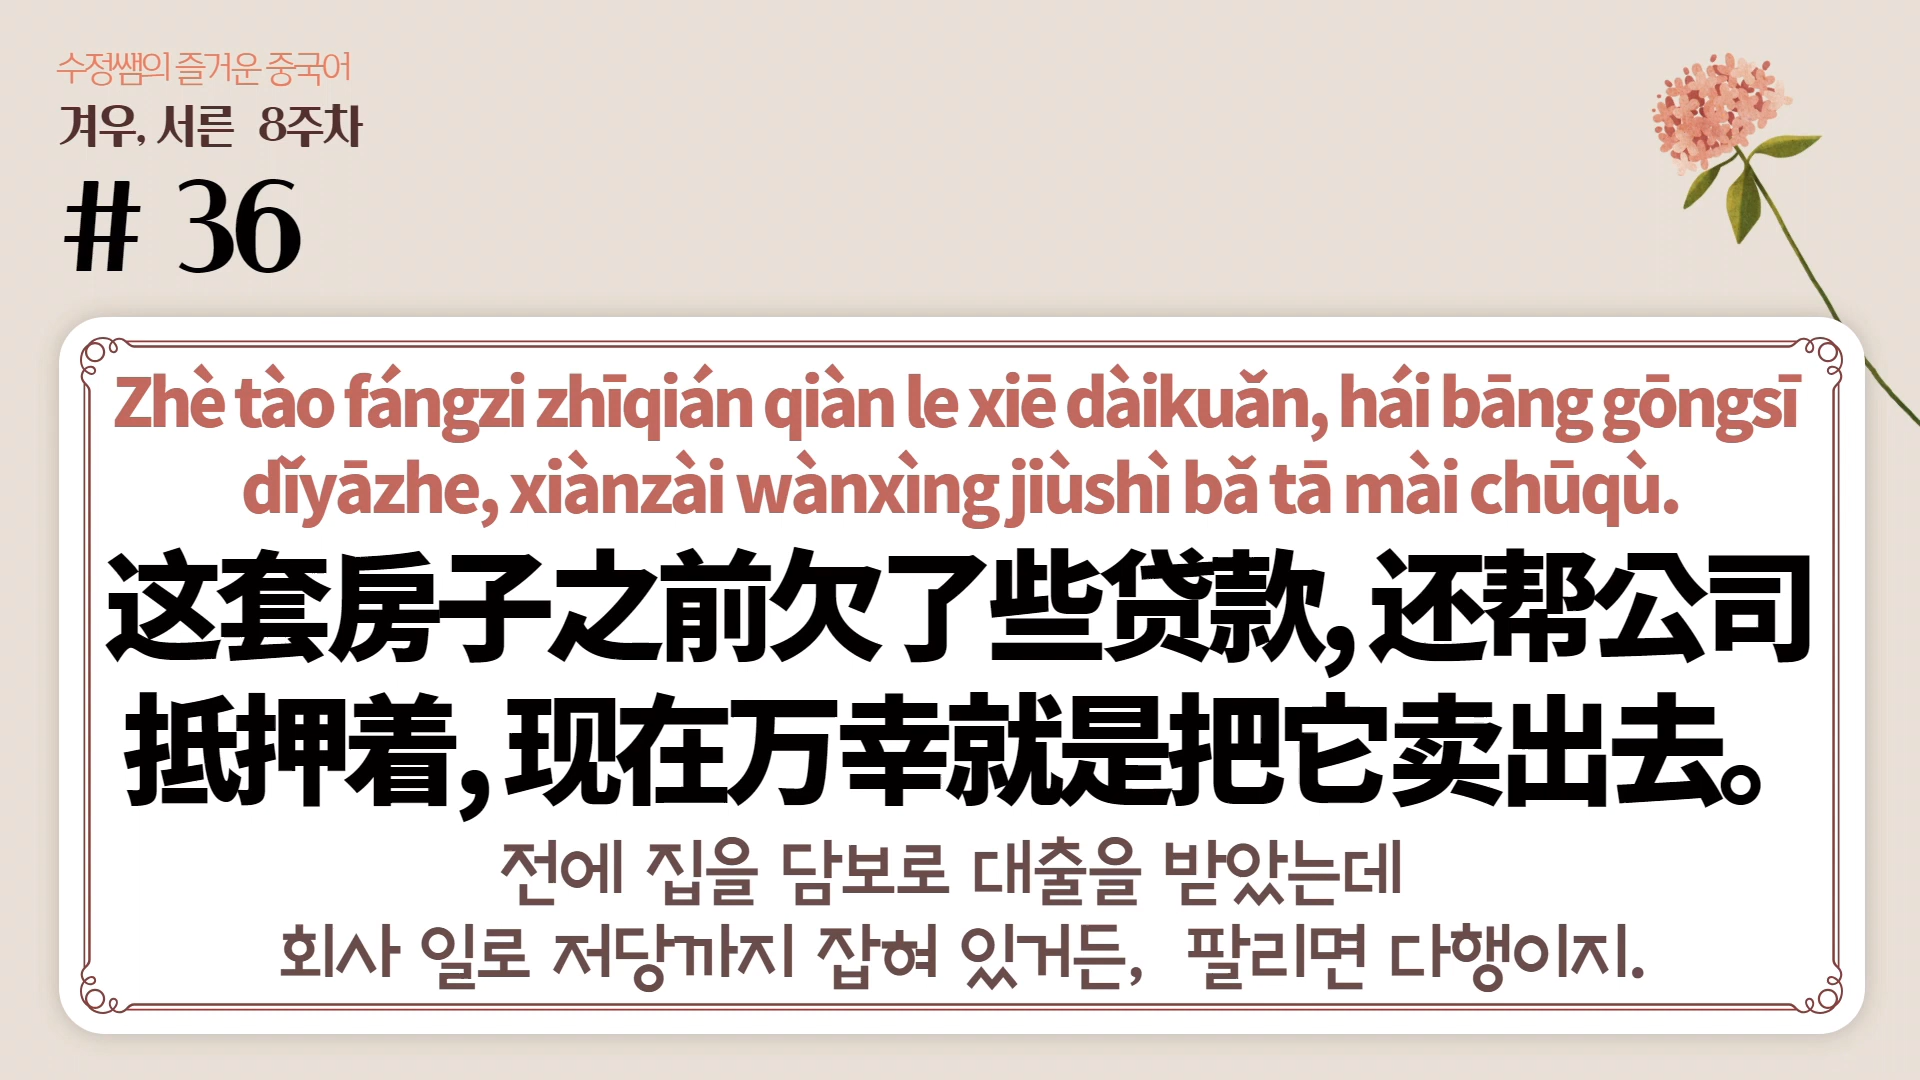 수정쌤의 즐거운 중국어
겨우, 서른 8주차
# 36
Zhè tào fángzi zhīqián qiàn le xiē dàikuǎn, hái bāng gōngsī
dǐyāzhe, xiànzài wànxìng jiùshì bǎ tā mài chūqù.
这套房子之前欠了些贷款, 还帮公司
抵押着, 现在万幸就是把它卖出去。
전에 집을 담보로 대출을 받았는데
회사 일로 저당까지 잡혀 있거든, 팔리면 다행이지.